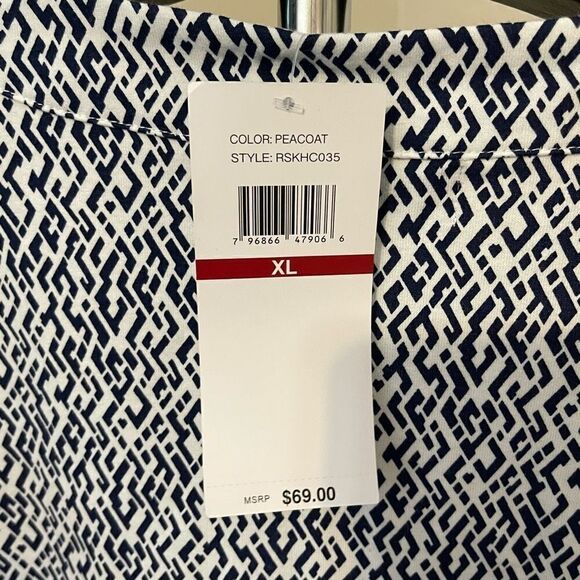 COLOR: PEACOAT
STYLE: RSKHC035
7 96866 47906 6
XL
MSRP $69.00